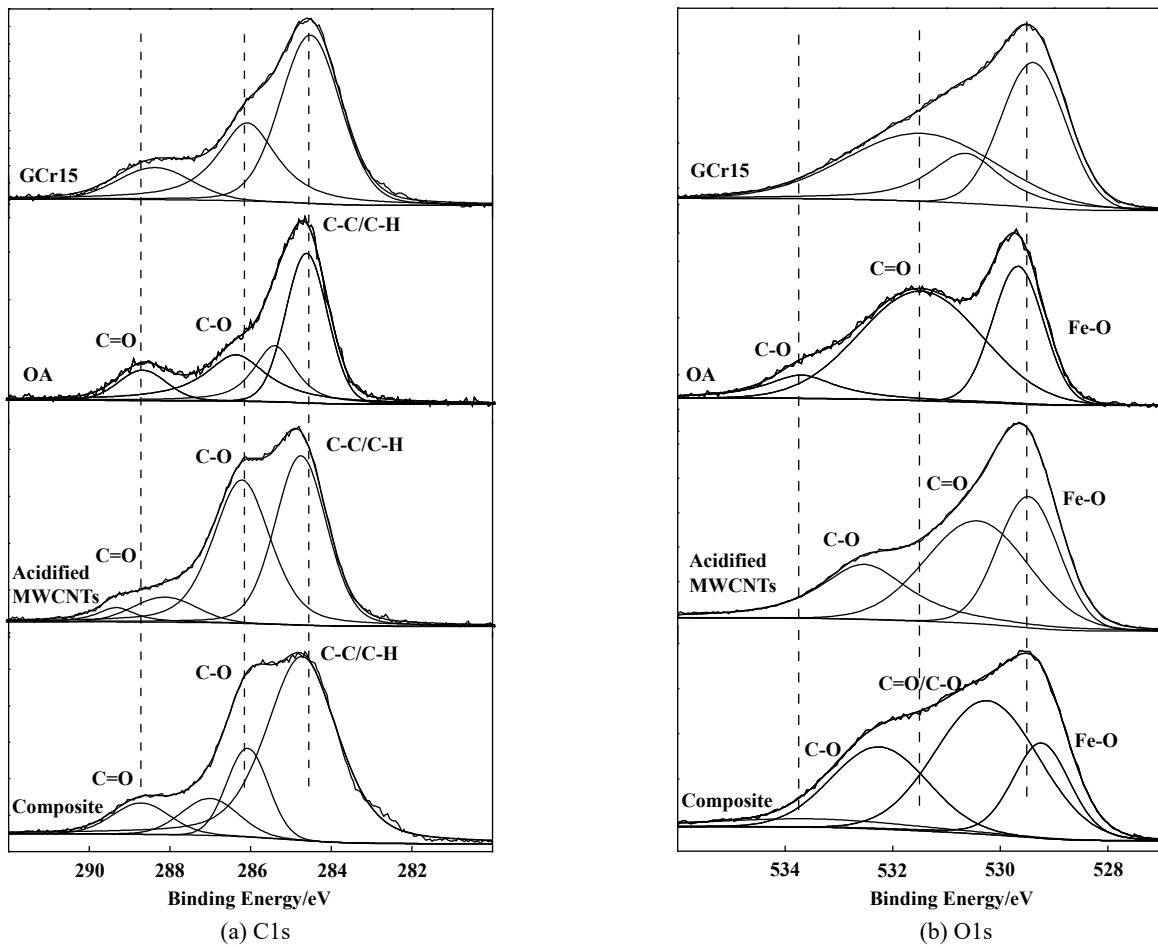 GCr15
C-C/C-H
C-O
C=O
OA
C-C/C-H
C-O
C=O
Acidified
MWCNTs
C-C/C-H
C-O
C=O
Composite
290 288 286 284 282
Binding Energy/eV
(a) C1s
GCr15
C=O
Fe-O
C-O
OA
C=O
Fe-O
C-O
Acidified
MWCNTs
C=O/C-O
Fe-O
C-O
Composite
534 532 530 528
Binding Energy/eV
(b) O1s